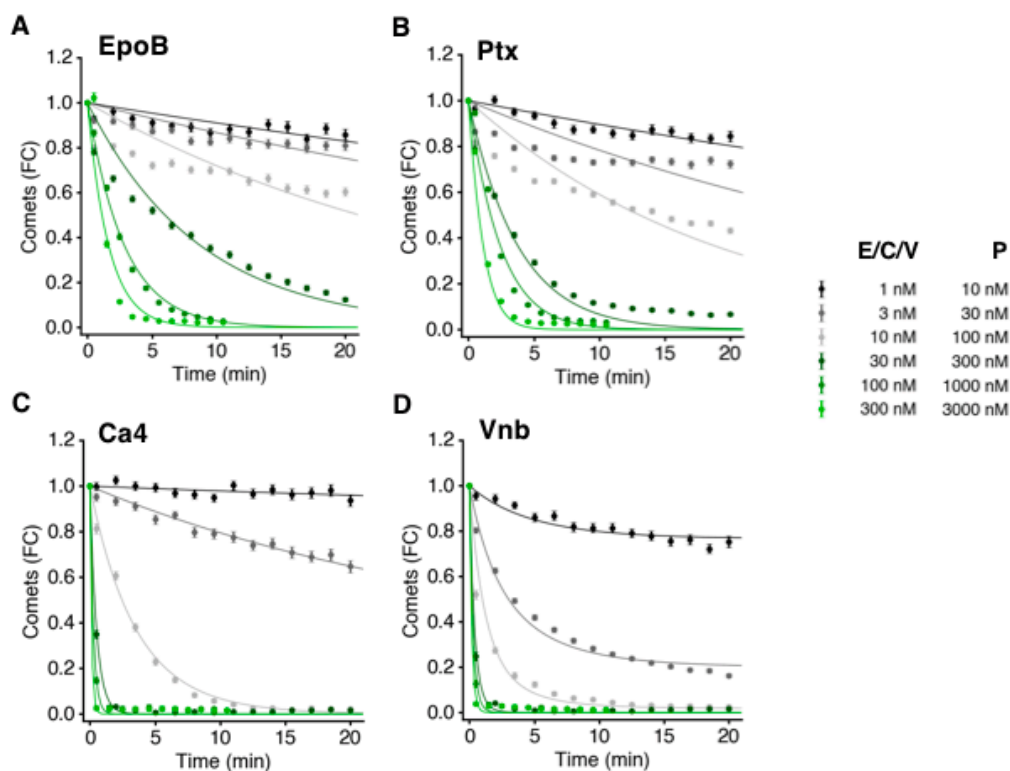 A
EpoB
1.2
1.0
0.8
0.6
0.4
0.2
0.0
Comets (FC)
0 5 10 15 20
Time (min)
B
Ptx
1.2
1.0
0.8
0.6
0.4
0.2
0.0
Comets (FC)
0 5 10 15 20
Time (min)
E/C/V P
1 nM 10 nM
3 nM 30 nM
10 nM 100 nM
30 nM 300 nM
100 nM 1000 nM
300 nM 3000 nM
C
Ca4
1.2
1.0
0.8
0.6
0.4
0.2
0.0
Comets (FC)
0 5 10 15 20
Time (min)
D
Vnb
1.2
1.0
0.8
0.6
0.4
0.2
0.0
Comets (FC)
0 5 10 15 20
Time (min)